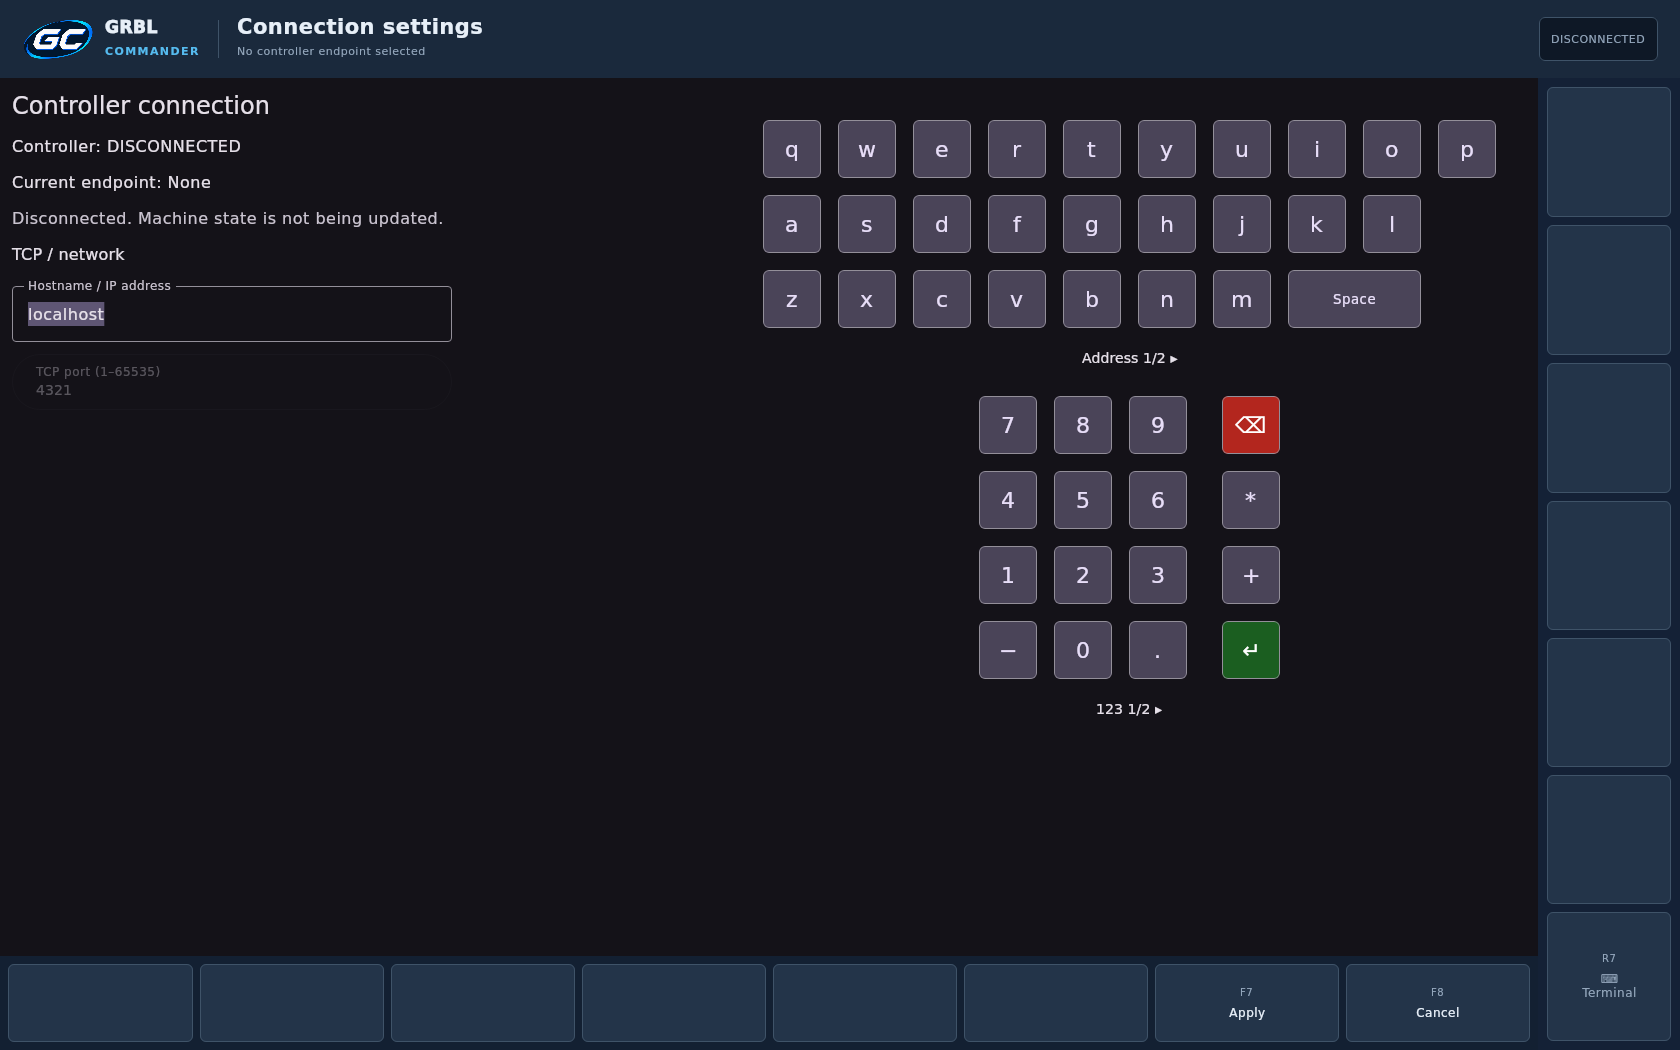 GC
GRBL
COMMANDER
Connection settings
No controller endpoint selected
DISCONNECTED
Controller connection
Controller: DISCONNECTED
Current endpoint: None
Disconnected. Machine state is not being updated.
TCP / network
Hostname / IP address
localhost
TCP port (1–65535)
4321
q w e r t y u i o p
a s d f g h j k l
z x c v b n m Space
Address 1/2 ▸
7 8 9 ⌫
4 5 6 *
1 2 3 +
− 0 . ↵
123 1/2 ▸
F7
Apply
F8
Cancel
R7
⌨
Terminal